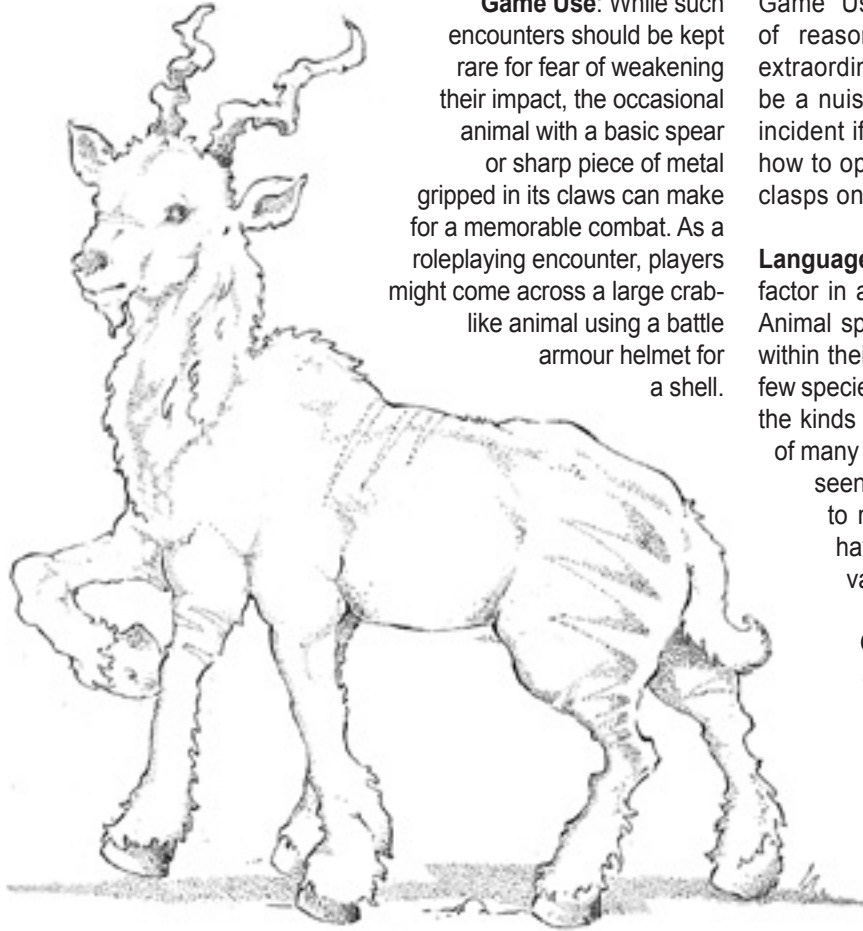 Game Use: While such
encounters should be kept
rare for fear of weakening
their impact, the occasional
animal with a basic spear
or sharp piece of metal
gripped in its claws can make
for a memorable combat. As a
roleplaying encounter, players
might come across a large crab-
like animal using a battle
armour helmet for
a shell.
Game Us
of reason
extraordin
be a nuis
incident if
how to op
clasps on
Language
factor in a
Animal sp
within thei
few specie
the kinds
of many
seen
to r
ha
va